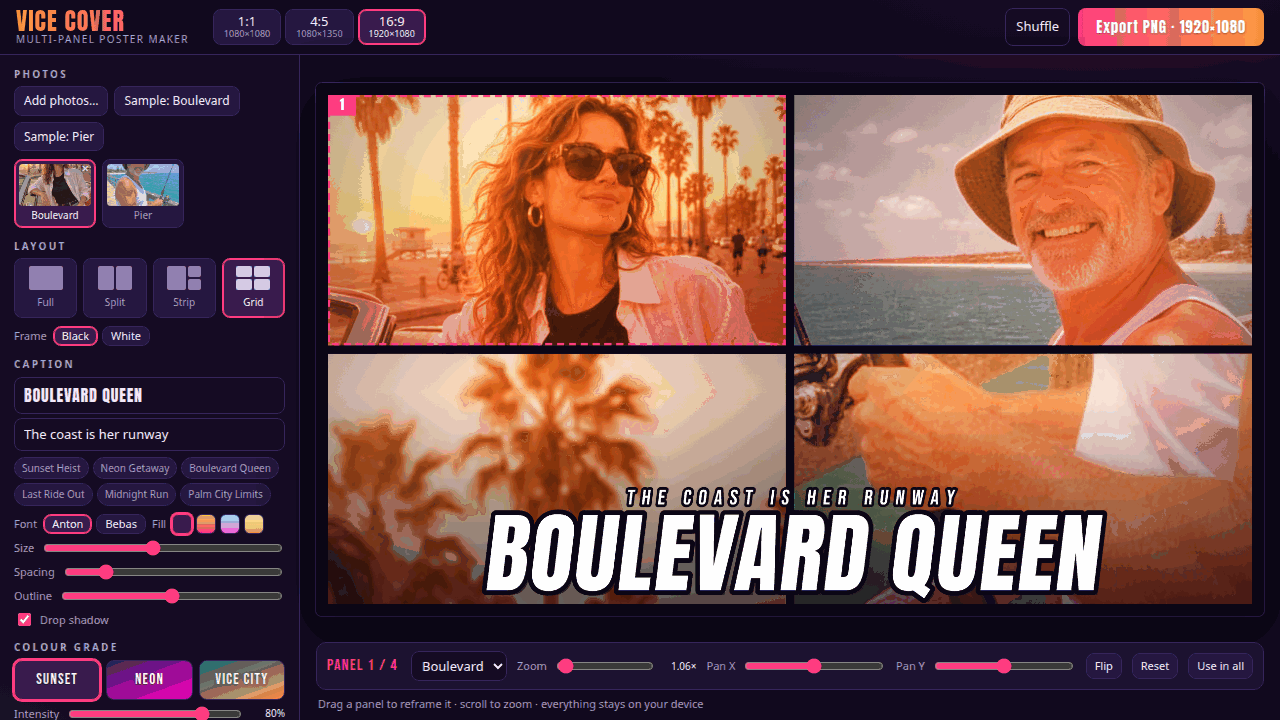 VICE COVER
MULTI-PANEL POSTER MAKER
1:1
1080×1080
4:5
1080×1350
16:9
1920×1080
Shuffle
Export PNG · 1920×1080
PHOTOS
Add photos...
Sample: Boulevard
Sample: Pier
Boulevard
Pier
LAYOUT
Full
Split
Strip
Grid
Frame
Black
White
CAPTION
BOULEVARD QUEEN
The coast is her runway
Sunset Heist
Neon Getaway
Boulevard Queen
Last Ride Out
Midnight Run
Palm City Limits
Font
Anton
Bebas
Fill
Size
Spacing
Outline
Drop shadow
COLOUR GRADE
SUNSET
NEON
VICE CITY
Intensity
80%
1
THE COAST IS HER RUNWAY
BOULEVARD QUEEN
PANEL 1 / 4
Boulevard
Zoom
1.06×
Pan X
Pan Y
Flip
Reset
Use in all
Drag a panel to reframe it · scroll to zoom · everything stays on your device